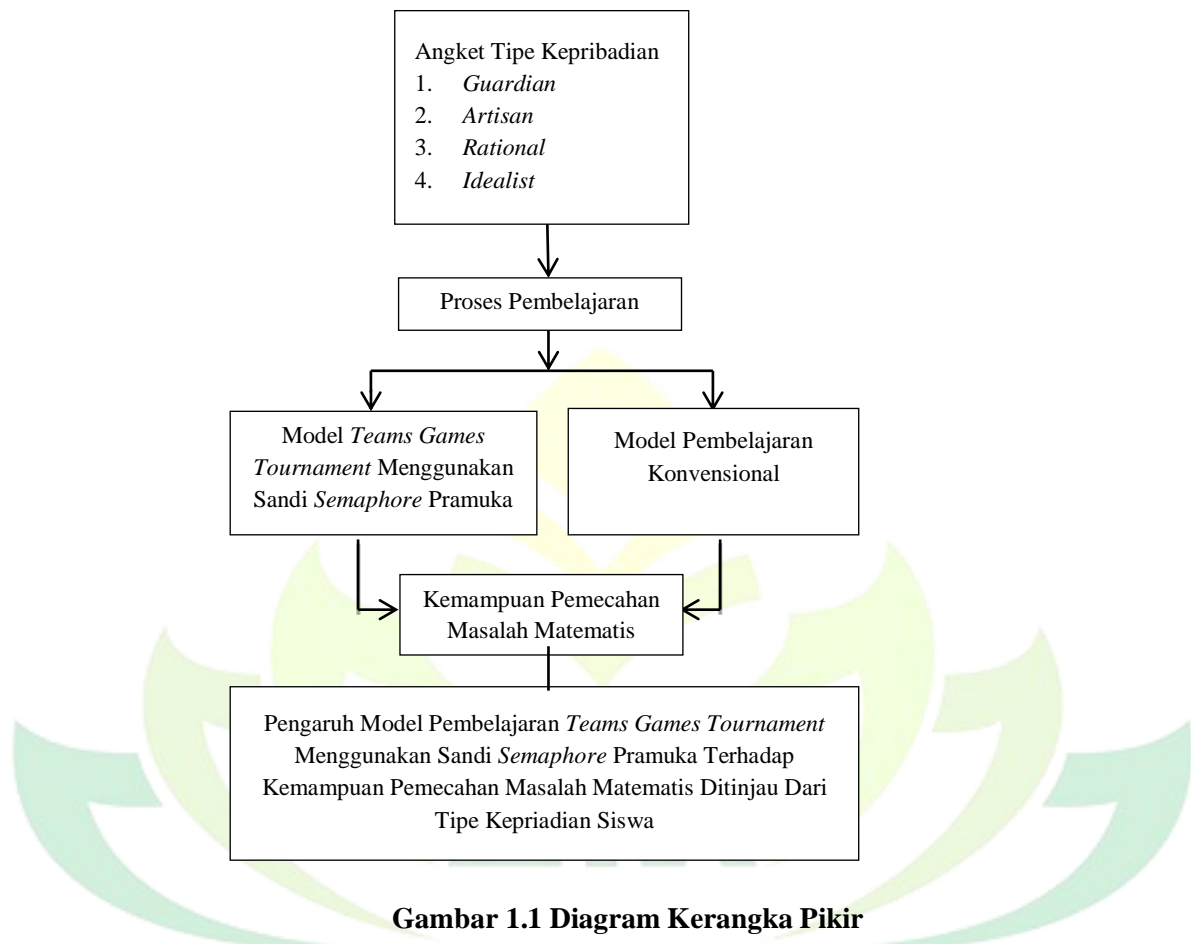 Angket Tipe Kepribadian
1. Guardian
2. Artisan
3. Rational
4. Idealist
Proses Pembelajaran
Model Teams Games
Tournament Menggunakan
Sandi Semaphore Pramuka
Model Pembelajaran
Konvensional
Kemampuan Pemecahan
Masalah Matematis
Pengaruh Model Pembelajaran Teams Games Tournament
Menggunakan Sandi Semaphore Pramuka Terhadap
Kemampuan Pemecahan Masalah Matematis Ditinjau Dari
Tipe Kepriadian Siswa
Gambar 1.1 Diagram Kerangka Pikir